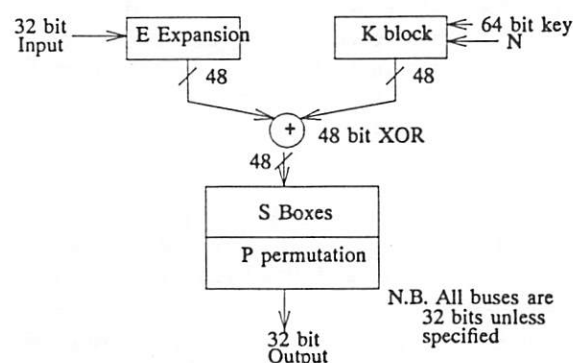 32 bit
Input
E Expansion
K block
64 bit key
N
48
48
+
48 bit XOR
48
S Boxes
P permutation
32 bit
Output
N.B. All buses are
32 bits unless
specified